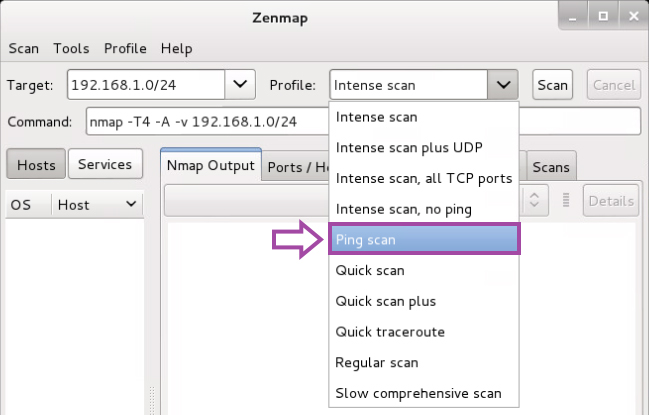 Zenmap
Scan Tools Profile Help
Target: 192.168.1.0/24 Profile: Intense scan Scan Cancel
Command: nmap -T4 -A -v 192.168.1.0/24
Intense scan
Intense scan plus UDP
Intense scan, all TCP ports
Intense scan, no ping
Ping scan
Quick scan
Quick scan plus
Quick traceroute
Regular scan
Slow comprehensive scan
Hosts Services Nmap Output Ports / Scans
OS Host Details